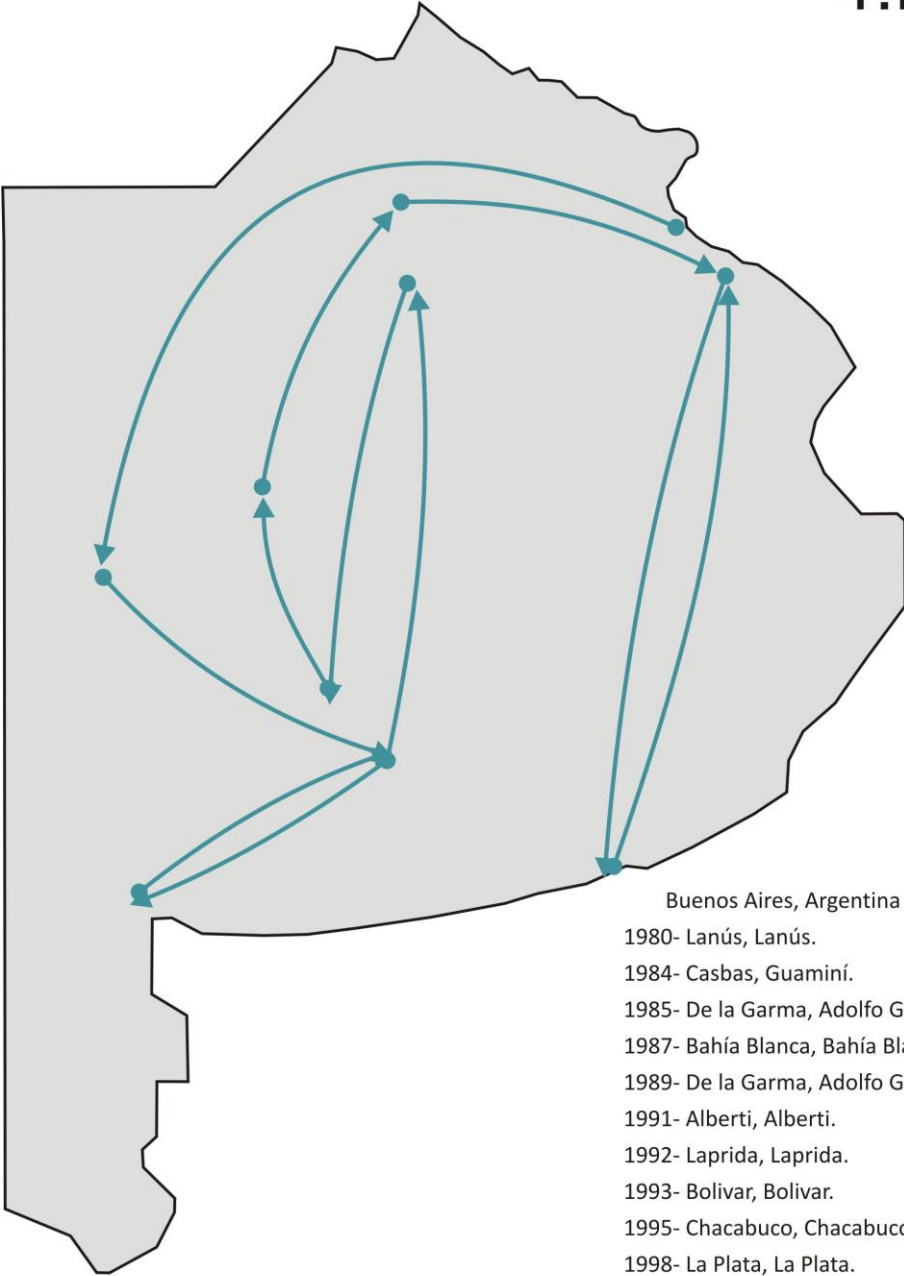 Buenos Aires, Argentina
1980- Lanús, Lanús.
1984- Casbas, Guaminí.
1985- De la Garma, Adolfo G
1987- Bahía Blanca, Bahía Bla
1989- De la Garma, Adolfo G
1991- Alberti, Alberti.
1992- Laprida, Laprida.
1993- Bolivar, Bolivar.
1995- Chacabuco, Chacabuco
1998- La Plata, La Plata.